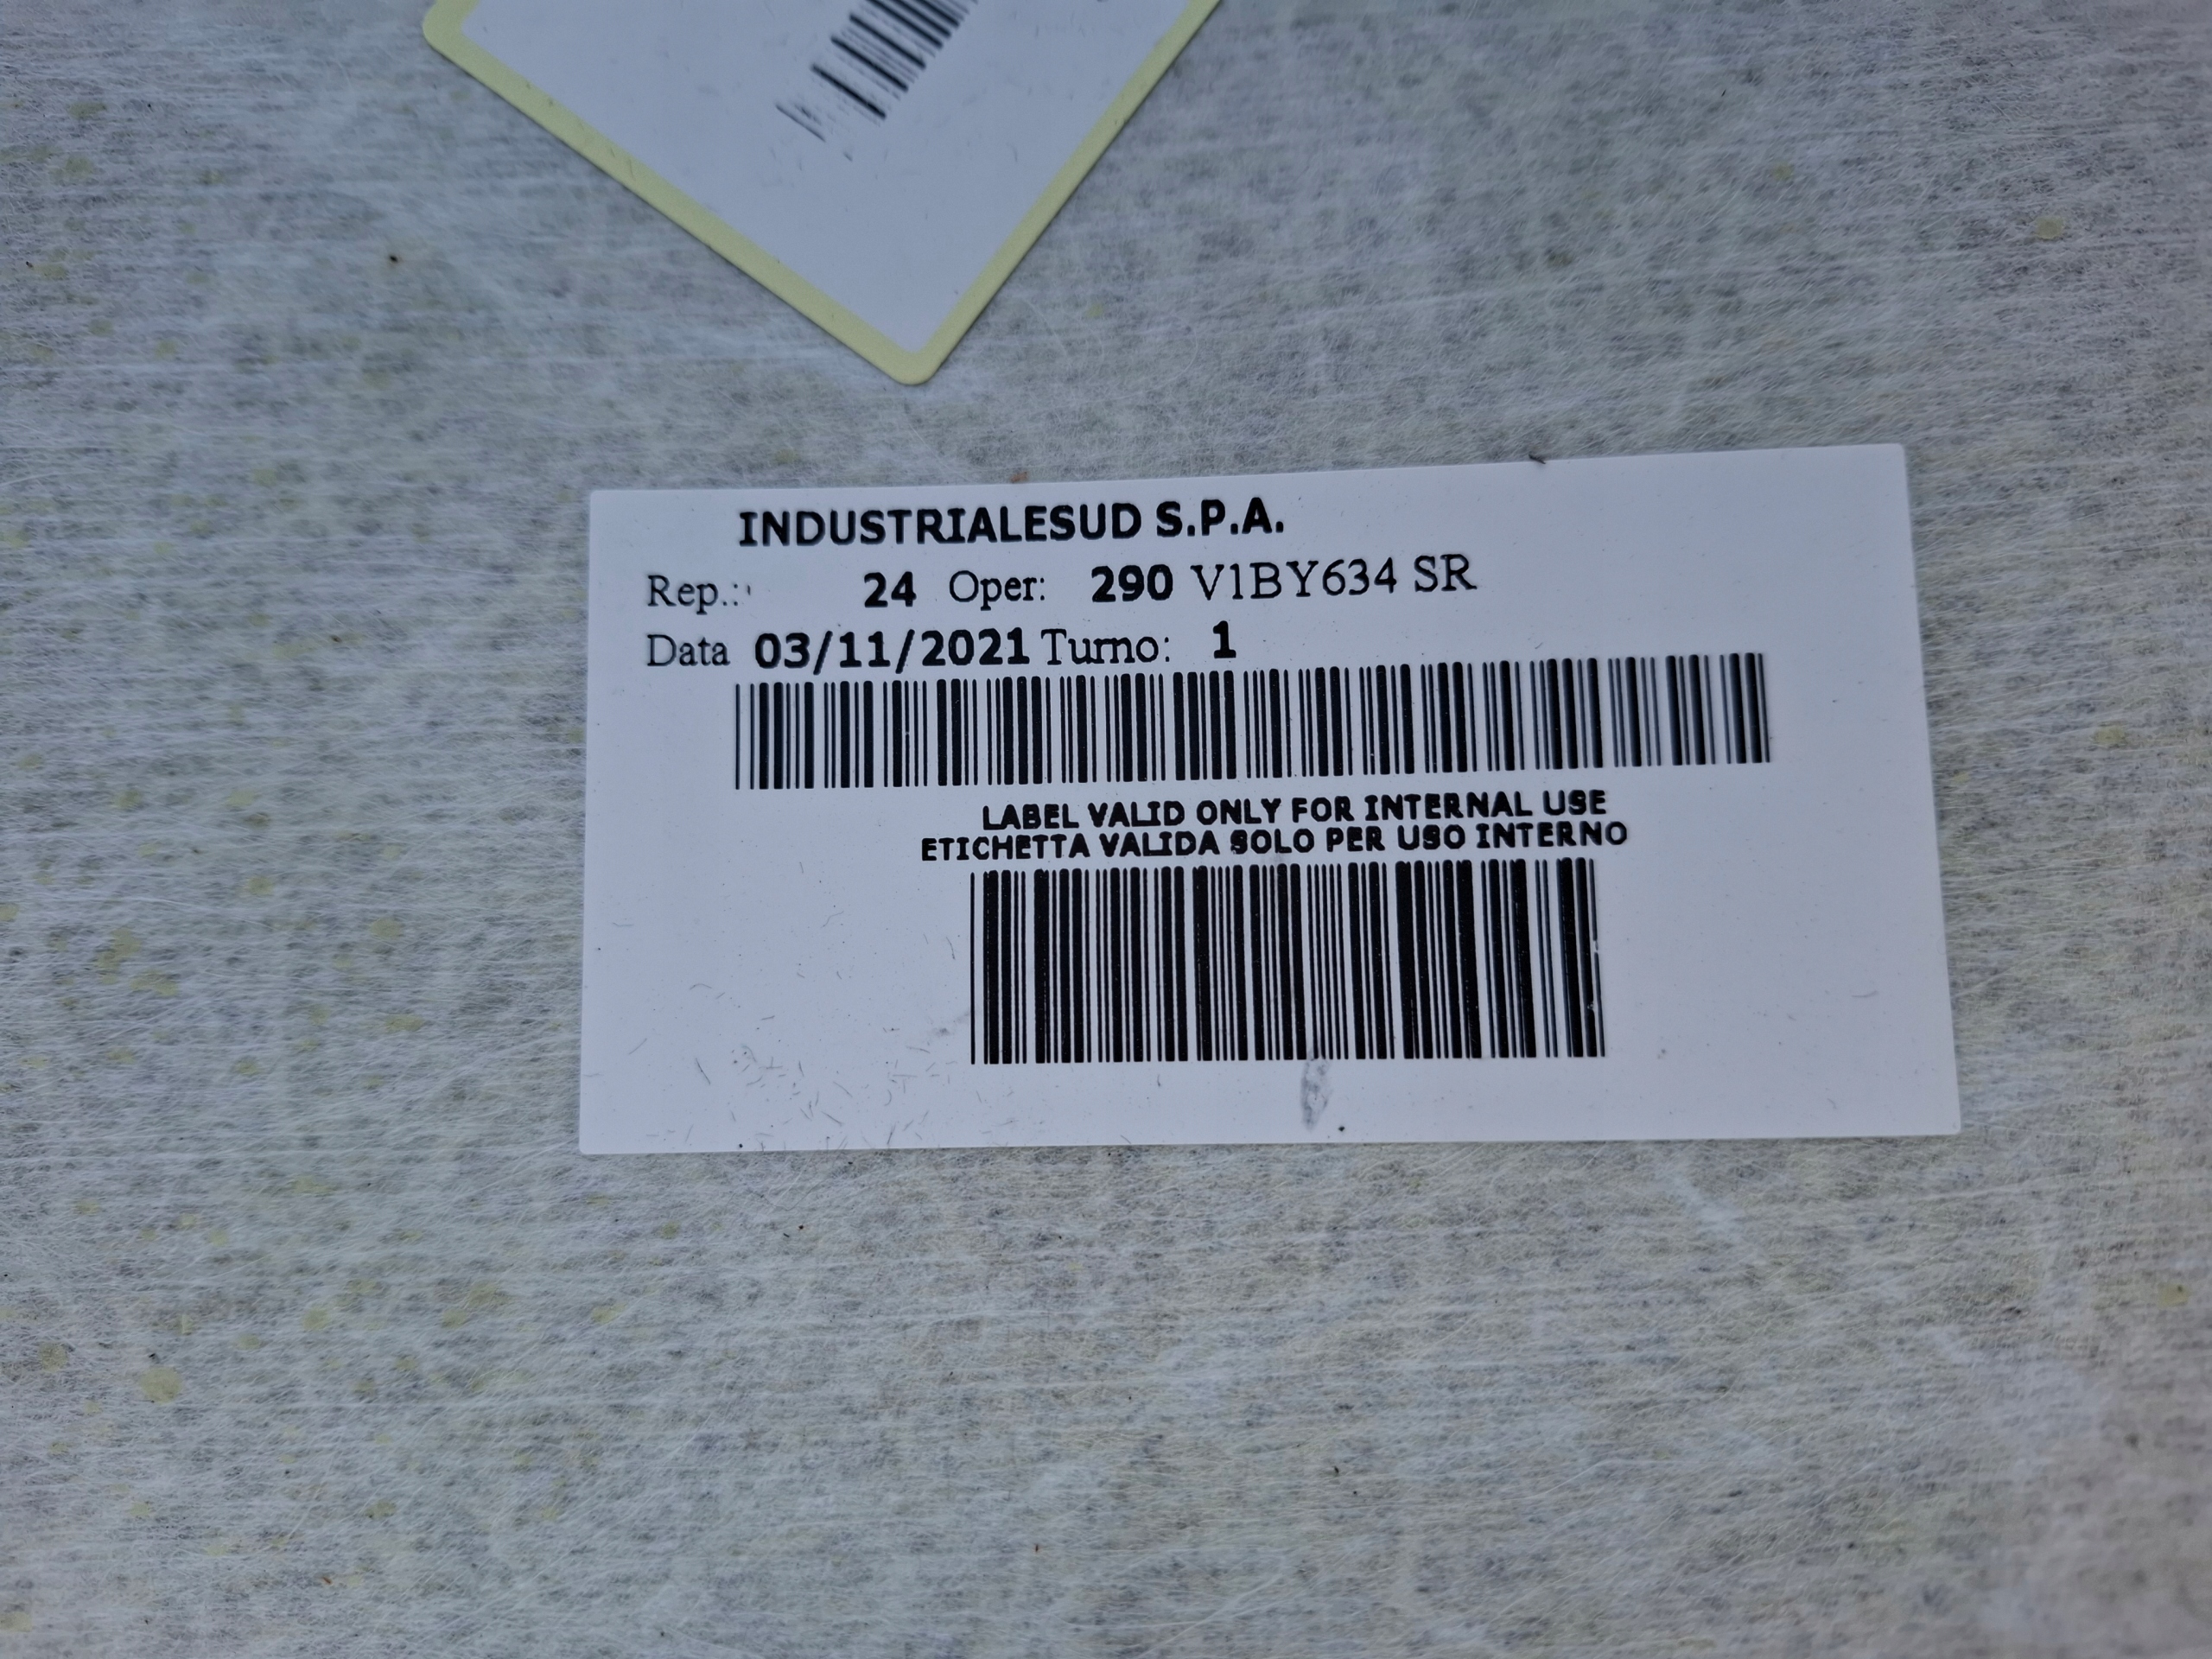 INDUSTRIALESUD S.P.A.
Rep.: 24 Oper: 290 V1BY634 SR
Data 03/11/2021 Turno: 1
LABEL VALID ONLY FOR INTERNAL USE
ETICHETTA VALIDA SOLO PER USO INTERNO